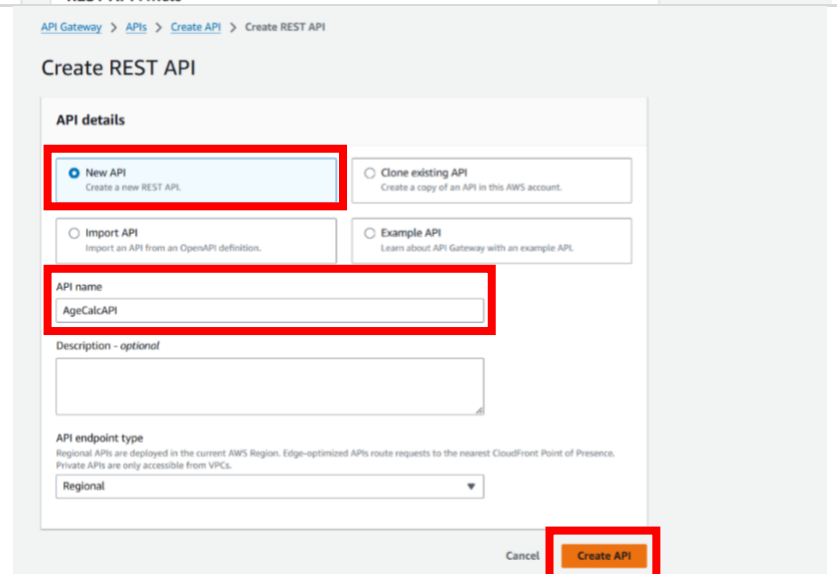 API Gateway > APIs > Create API > Create REST API
Create REST API
API details
New API
Create a new REST API.
Clone existing API
Create a copy of an API in this AWS account.
Import API
Import an API from an OpenAPI definition.
Example API
Learn about API Gateway with an example API.
API name
AgeCalcAPI
Description - optional
API endpoint type
Regional APIs are deployed in the current AWS Region. Edge-optimized APIs route requests to the nearest CloudFront Point of Presence.
Private APIs are only accessible from VPCs.
Regional
Cancel
Create API